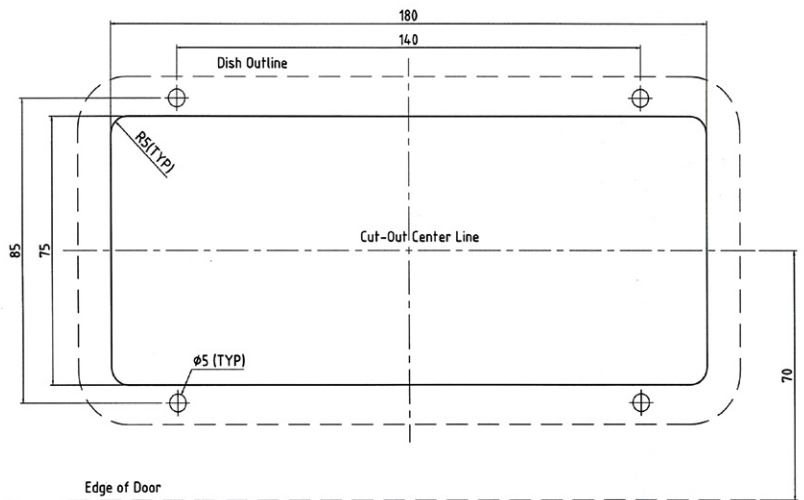 180
140
Dish Outline
R5(TYP)
85
75
Cut-Out Center Line
ø5 (TYP)
70
Edge of Door